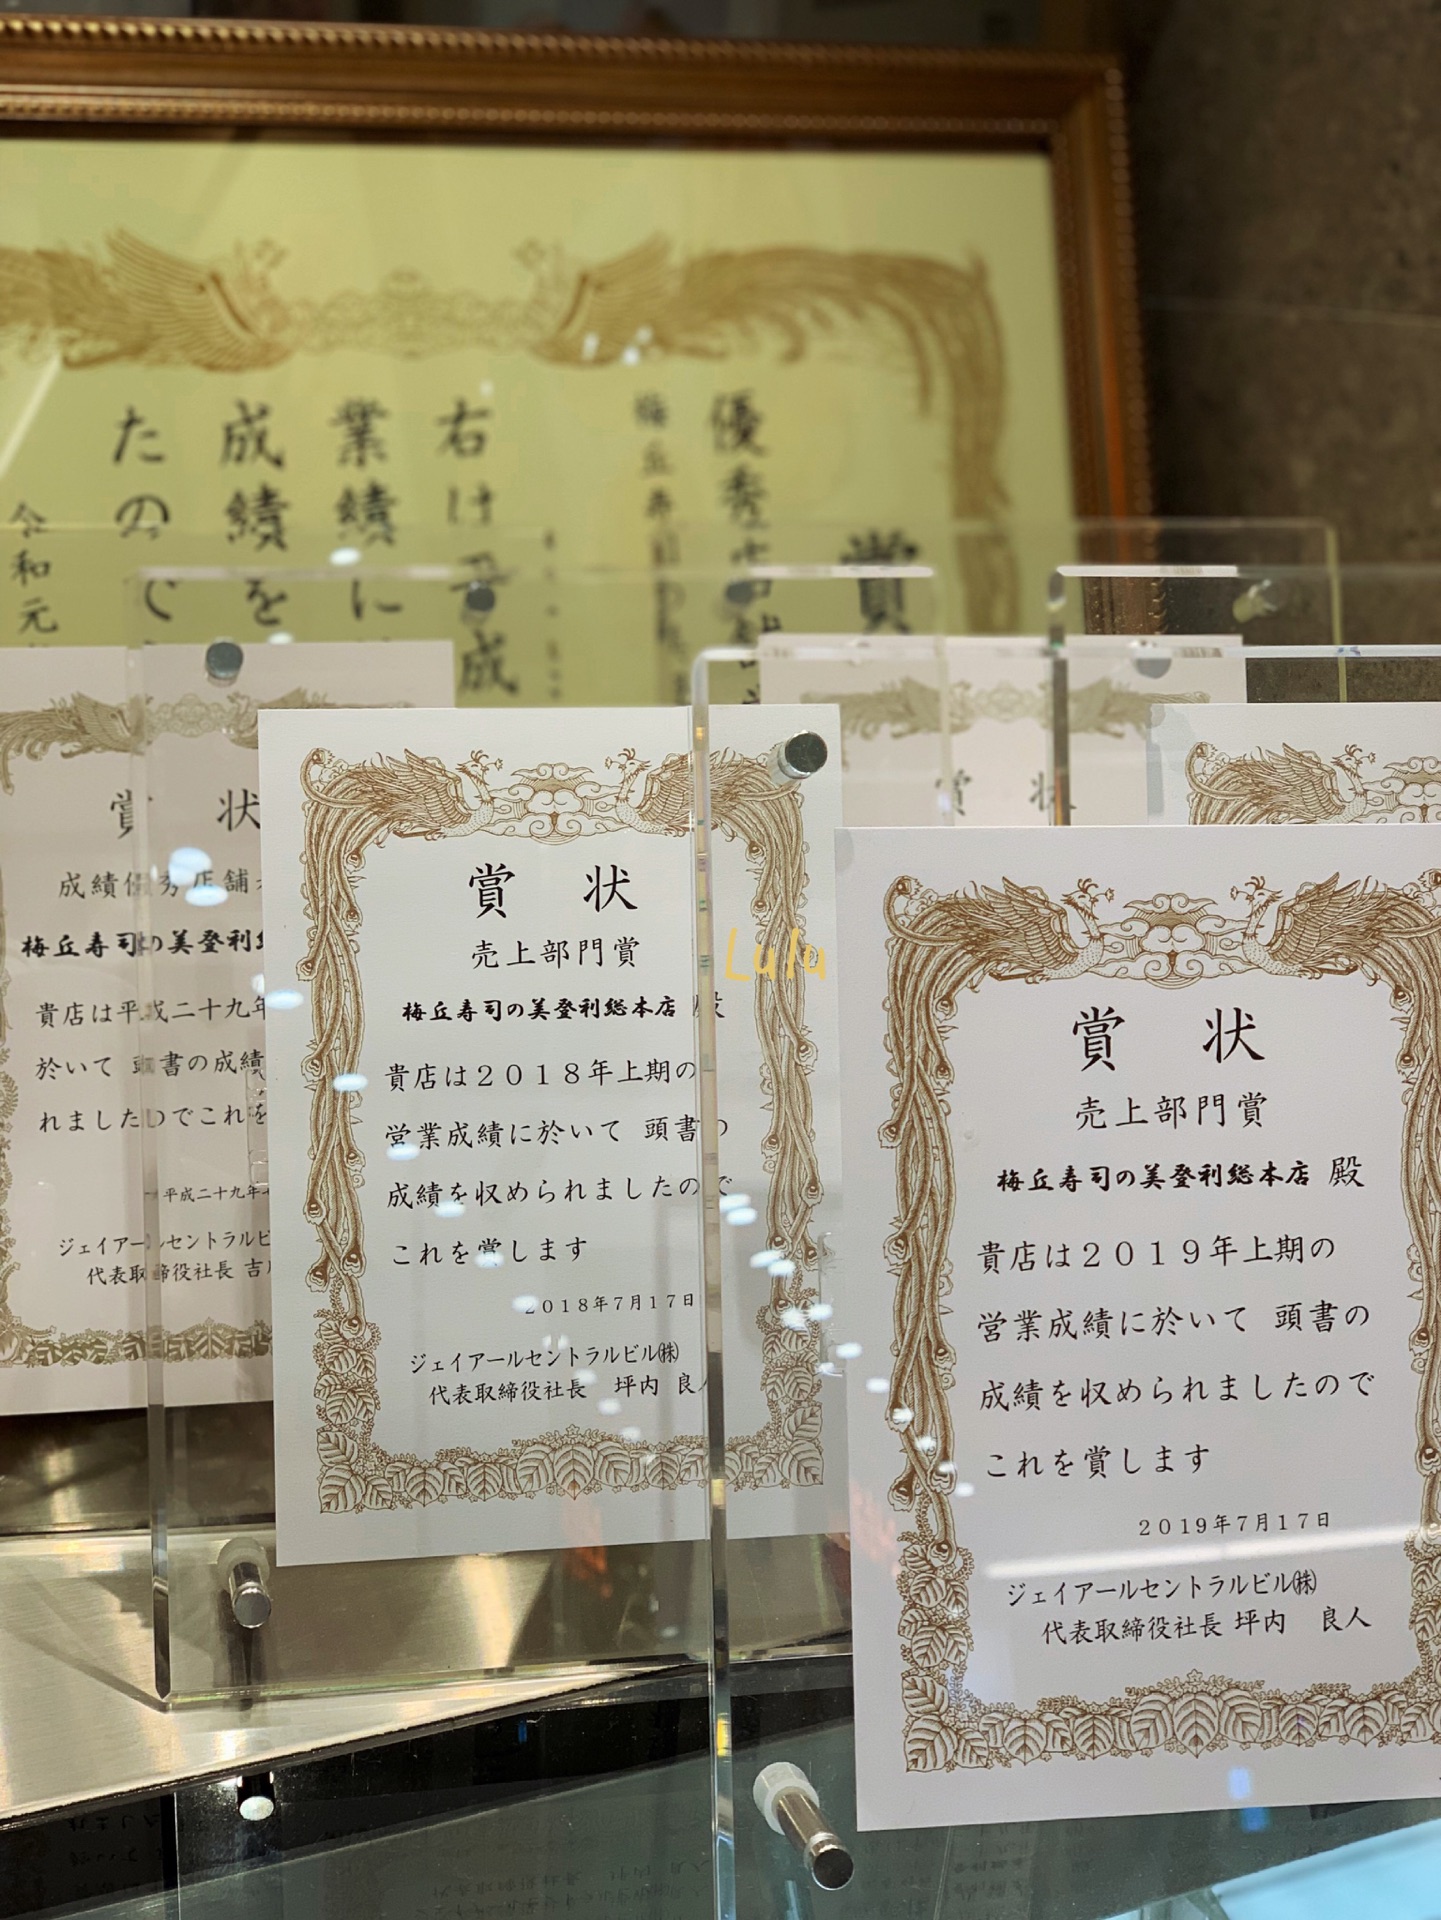 賞
優秀店舗
梅丘寿司
右は平成
業績に
成績を
たので
令和元
賞状
成績優秀店舗
梅丘寿司の美登利
貴店は平成二十九年
於いて 頭書の成績
れましたのでこれを
平成二十九年
ジェイアールセントラルビ
代表取締役社長 吉
賞状
売上部門賞
梅丘寿司の美登利総本店 殿
貴店は2018年上期の
営業成績に於いて 頭書の
成績を収められましたので
これを賞します
2018年7月17日
ジェイアールセントラルビル㈱
代表取締役社長 坪内 良人
Lulu
賞状
賞状
売上部門賞
梅丘寿司の美登利総本店 殿
貴店は2019年上期の
営業成績に於いて 頭書の
成績を収められましたので
これを賞します
2019年7月17日
ジェイアールセントラルビル㈱
代表取締役社長 坪内 良人